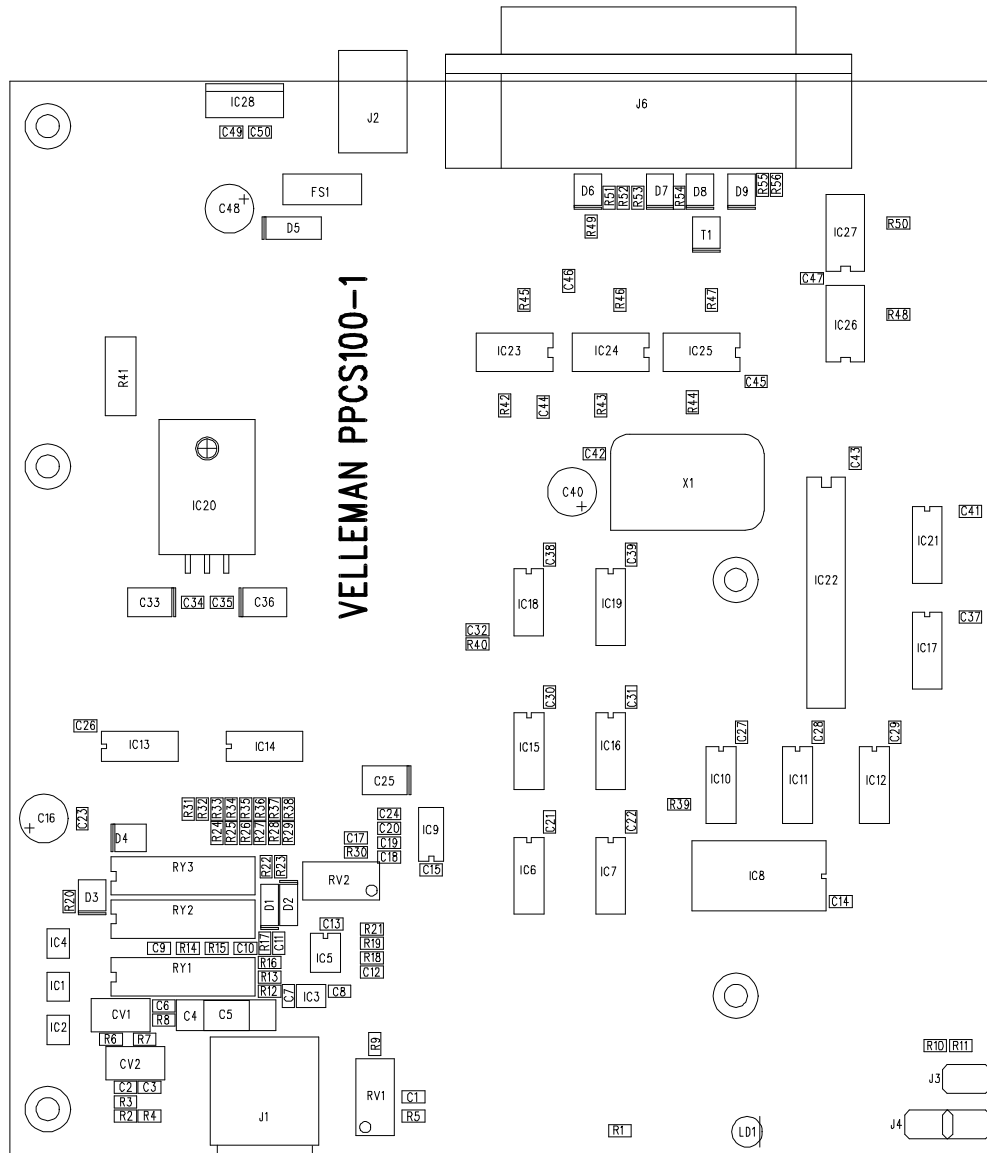 IC28
J2
J6
C49 C50
FS1
D6 R51 R52 R53 D7 R54 D8 D9 R55 R56
C48
D5
R49
T1
IC27
R50
C46
C47
R45
R46
R47
IC26
R48
VELLEMAN PPCS100-1
IC23
IC24
IC25
R41
C45
R42
C44
R43
R44
C42
C43
IC20
C40
X1
C41
IC21
C38
C39
IC22
C33 C34 C35 C36
IC18
IC19
C37
C32
R40
IC17
C30
C31
C26
IC13
IC14
IC15
IC16
C27
C28
C29
C25
IC10
IC11
IC12
R31 R32 R33 R34 R35 R36 R37 R38
R39
C16
C23
C24
C20
IC9
R24 R25 R26 R27 R28 R29
D4
C17
C19
C21
C22
R30
C18
RY3
R22 R23
C15
IC6
IC7
IC8
RV2
R20
D3
D1
D2
C14
RY2
C13
R21
IC4
C9 R14 R15 C10
R17
C11
IC5
R19
R18
RY1
R16
C12
R13
IC1
R12
C7
IC3
C8
CV1
C6
R8
C4
C5
IC2
R6 R7
R9
R10 R11
CV2
J3
C2 C3
R3
R2 R4
J1
RV1
C1
R5
R1
LD1
J4